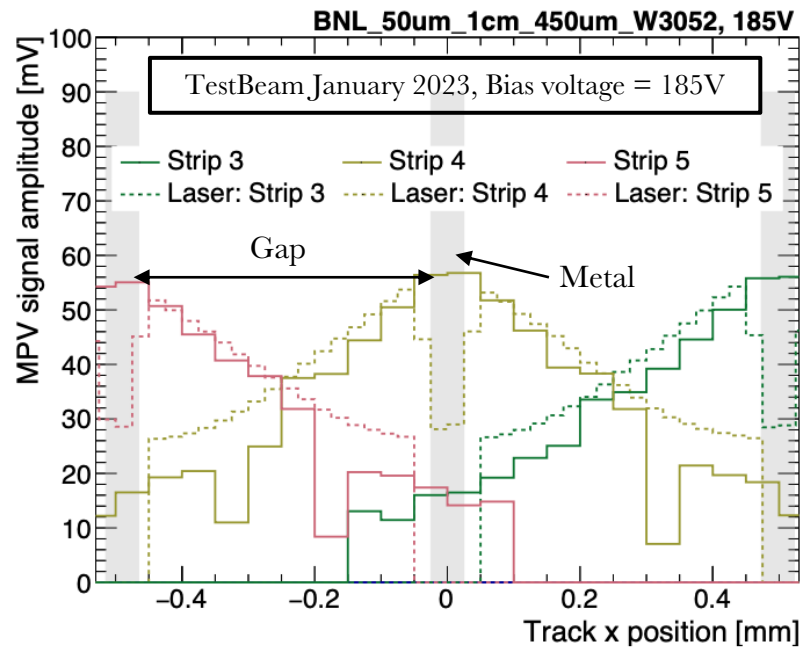 BNL_50um_1cm_450um_W3052, 185V
TestBeam January 2023, Bias voltage = 185V
Strip 3 Strip 4 Strip 5
Laser: Strip 3 Laser: Strip 4 Laser: Strip 5
Gap
Metal
MPV signal amplitude [mV]
100
90
80
70
60
50
40
30
20
10
0
−0.4 −0.2 0 0.2 0.4
Track x position [mm]